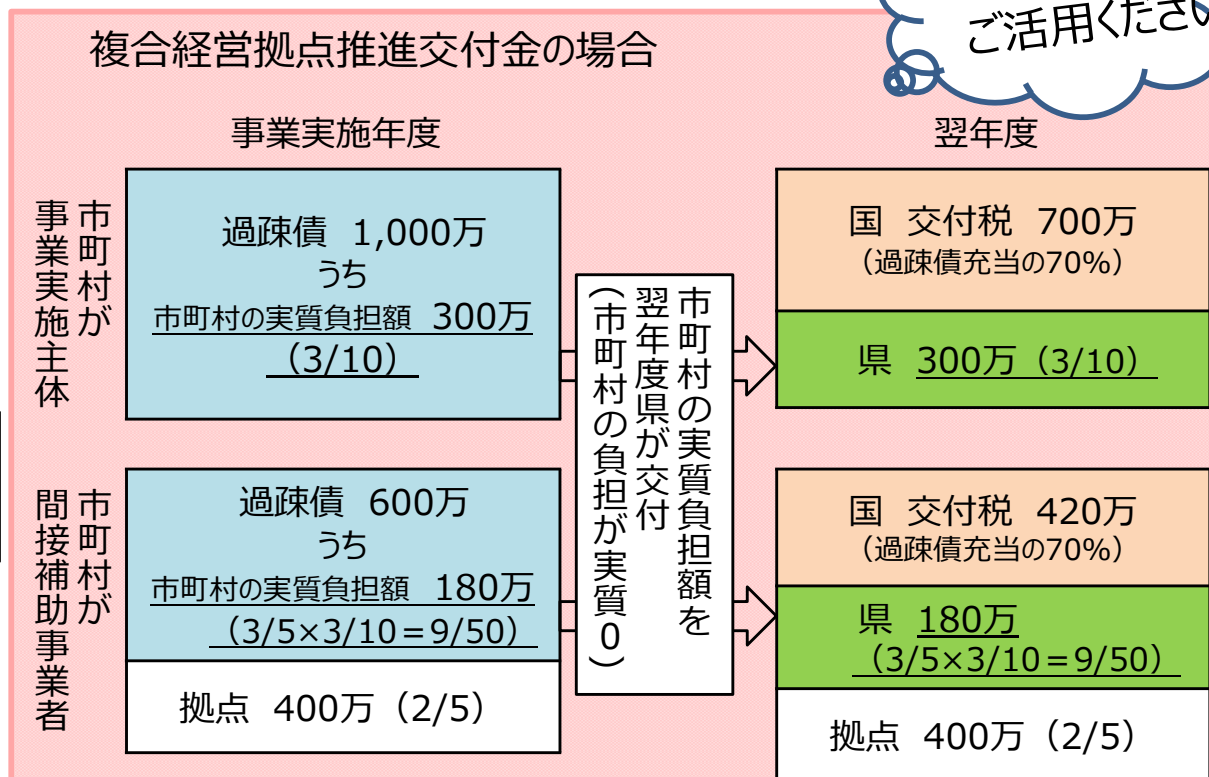 ご活用ください
複合経営拠点推進交付金の場合
事業実施年度
翌年度
市町村が
事業実施主体
過疎債 1,000万
うち
市町村の実質負担額 300万
（3/10）
市町村の実質負担額を
翌年度県が交付
（市町村の負担が実質０）
国 交付税 700万
（過疎債充当の70%）
県 300万（3/10）
市町村が
間接補助事業者
過疎債 600万
うち
市町村の実質負担額 180万
（3/5×3/10＝9/50）
拠点 400万（2/5）
国 交付税 420万
（過疎債充当の70%）
県 180万
（3/5×3/10＝9/50）
拠点 400万（2/5）